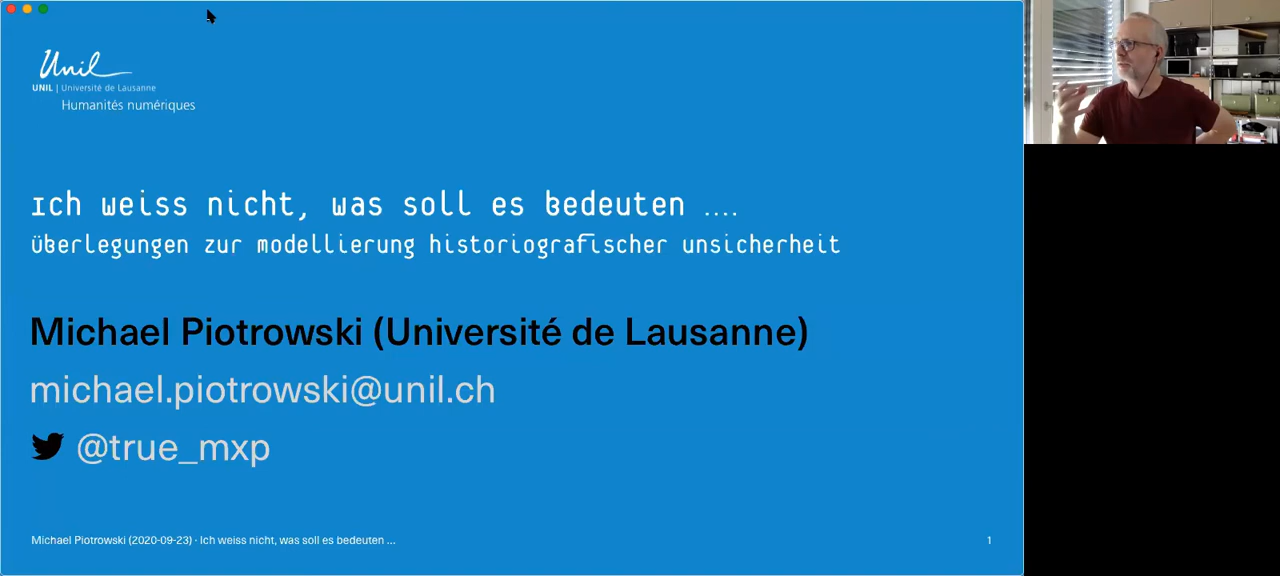 Unil
UNIL | Université de Lausanne
Humanités numériques
Ich weiss nicht, was soll es bedeuten ....
Überlegungen zur modellierung historiografischer unsicherheit
Michael Piotrowski (Université de Lausanne)
michael.piotrowski@unil.ch
@true_mxp
Michael Piotrowski (2020-09-23) · Ich weiss nicht, was soll es bedeuten ...
1